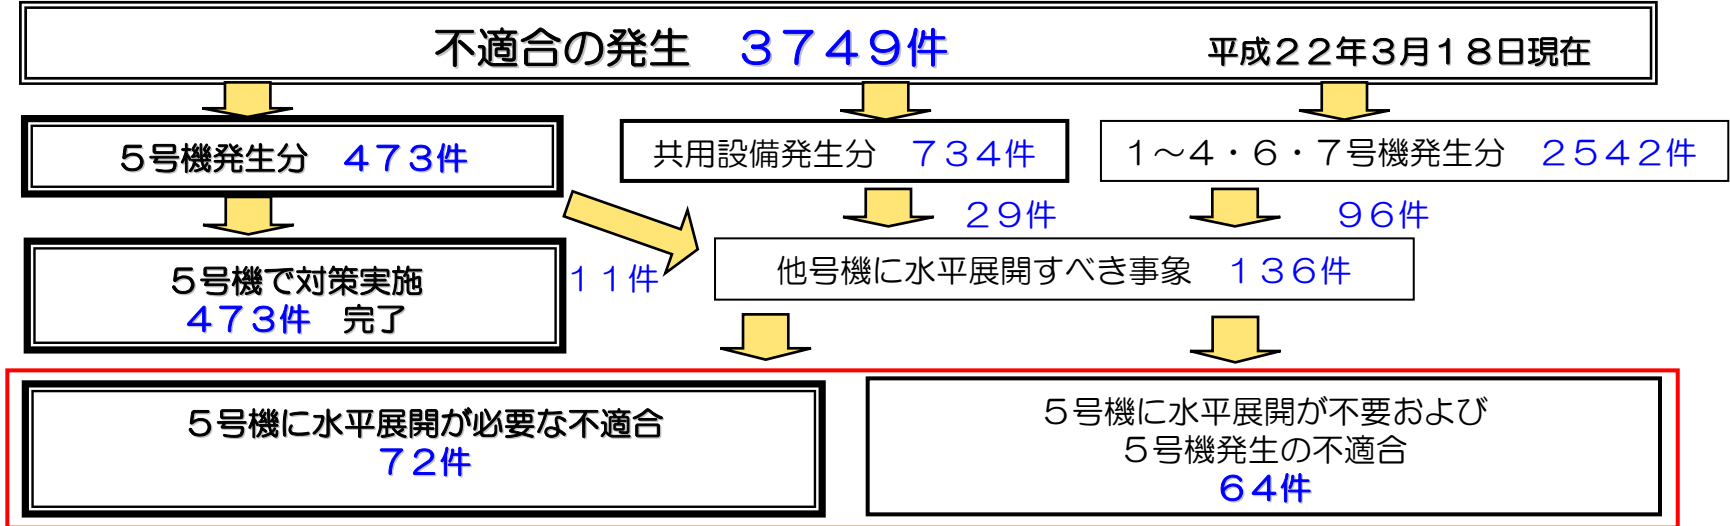 不適合の発生　３７４９件　平成２２年３月１８日現在
５号機発生分　４７３件
共用設備発生分　７３４件
１～４・６・７号機発生分　２５４２件
２９件
９６件
５号機で対策実施
４７３件　完了
１１件
他号機に水平展開すべき事象　１３６件
５号機に水平展開が必要な不適合
７２件
５号機に水平展開が不要および
５号機発生の不適合
６４件